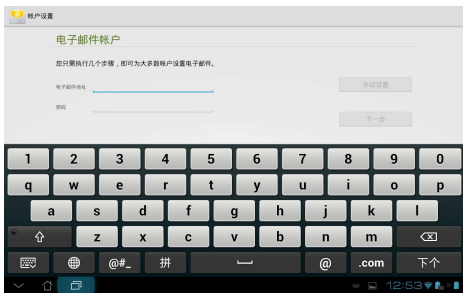 帐户设置
电子邮件帐户
您只需执行几个步骤，即可为大多数帐户设置电子邮件。
电子邮件地址
手动设置
密码
下一步
1 2 3 4 5 6 7 8 9 0
q w e r t y u i o p
a s d f g h j k l
z x c v b n m
@#_ 拼 @ .com 下个
12:53